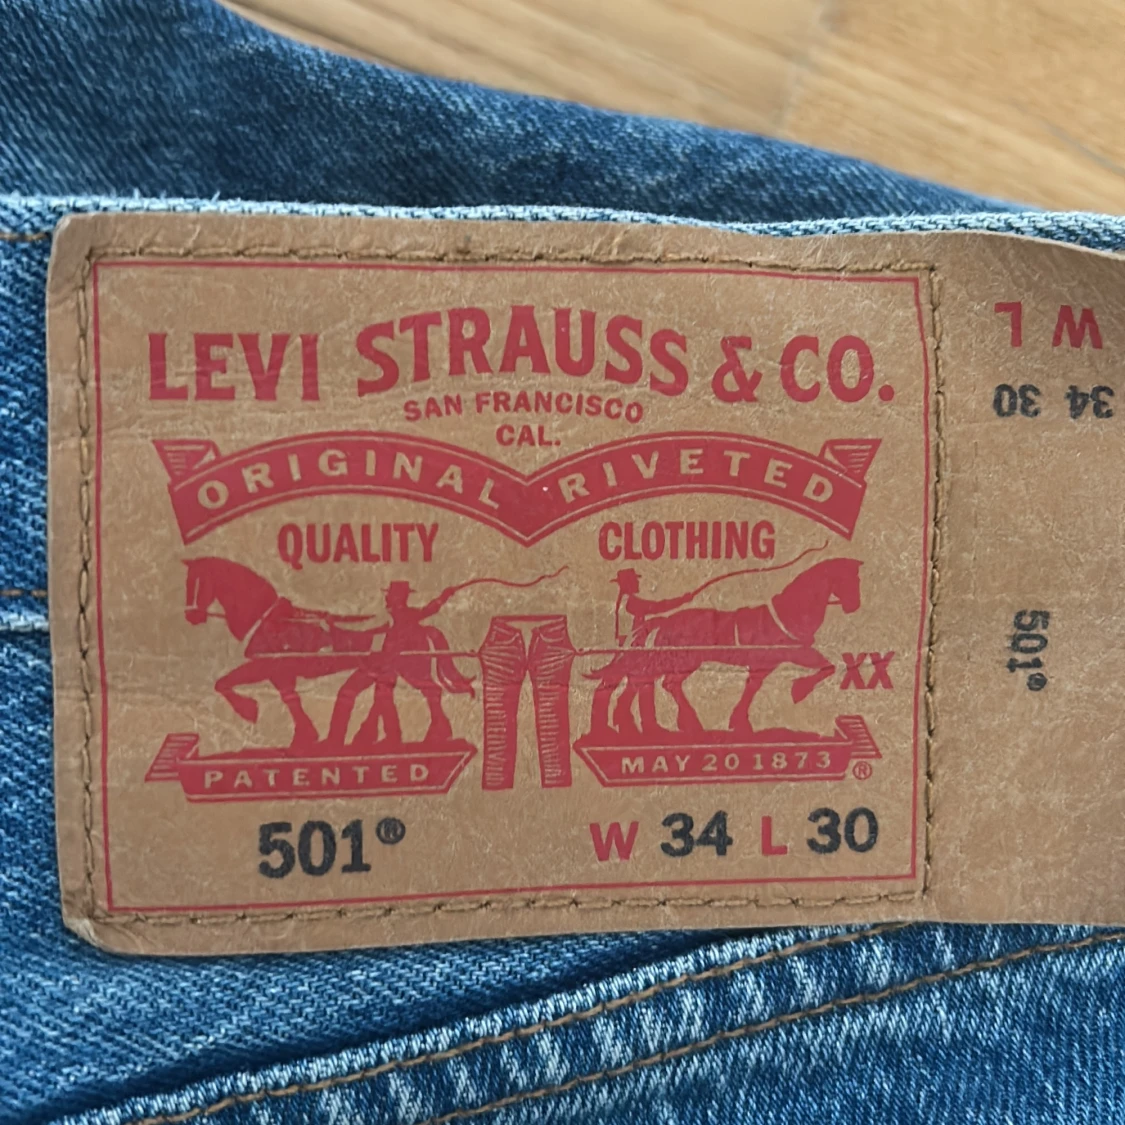 LEVI STRAUSS & CO.
SAN FRANCISCO
CAL.
ORIGINAL RIVETED
QUALITY CLOTHING
XX
PATENTED MAY 20 1873 ®
501® W 34 L 30
W L
34 30
501®